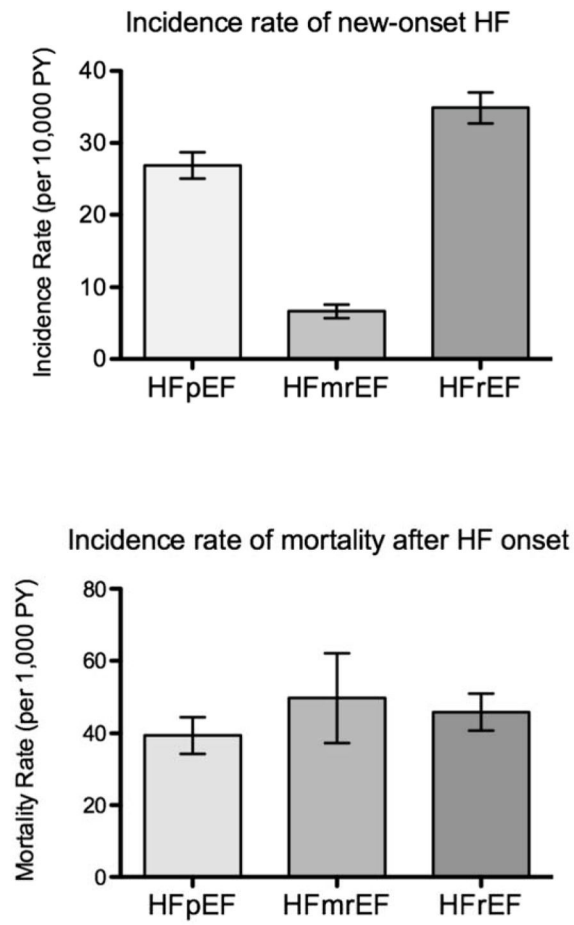 Incidence rate of new-onset HF
Incidence Rate (per 10,000 PY)
40
30
20
10
0
HFpEF HFmrEF HFrEF
Incidence rate of mortality after HF onset
Mortality Rate (per 1,000 PY)
80
60
40
20
0
HFpEF HFmrEF HFrEF